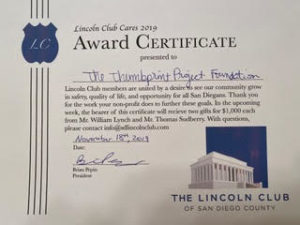 Lincoln Club Cares 2019
LC
AWARD CERTIFICATE
presented to
The Thumbprint Project Foundation
Lincoln Club members are united by a desire to see our community grow
in safety, quality of life, and opportunity for all San Diegans. Thank you
for the work your non-profit does to further these goals. In the upcoming
week, the bearer of this certificate will recieve two gifts for $1,000 each
from Mr. William Lynch and Mr. Thomas Sudberry. With questions,
please contact info@sdlincolnclub.com
November 18th, 2019
Date:
Brian Pepin
President
THE LINCOLN CLUB
OF SAN DIEGO COUNTY